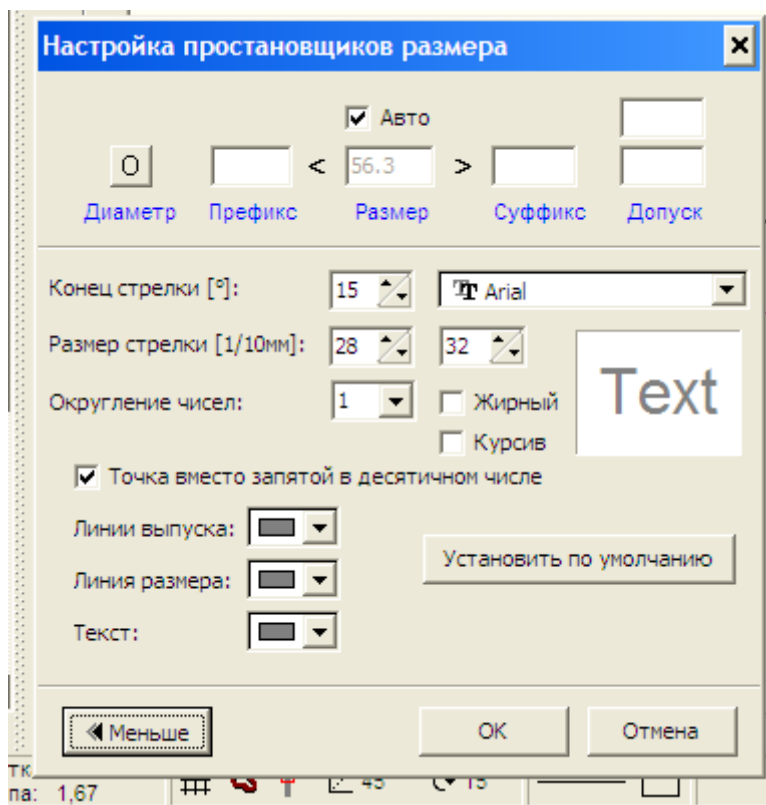 Настройка простановщиков размера
Авто
O < 56.3 >
Диаметр Префикс Размер Суффикс Допуск
Конец стрелки [°]: 15 Arial
Размер стрелки [1/10мм]: 28 32
Округление чисел: 1 Жирный
Text
Курсив
Точка вместо запятой в десятичном числе
Линии выпуска:
Установить по умолчанию
Линия размера:
Текст:
Меньше OK Отмена
па: 1,67 45 15